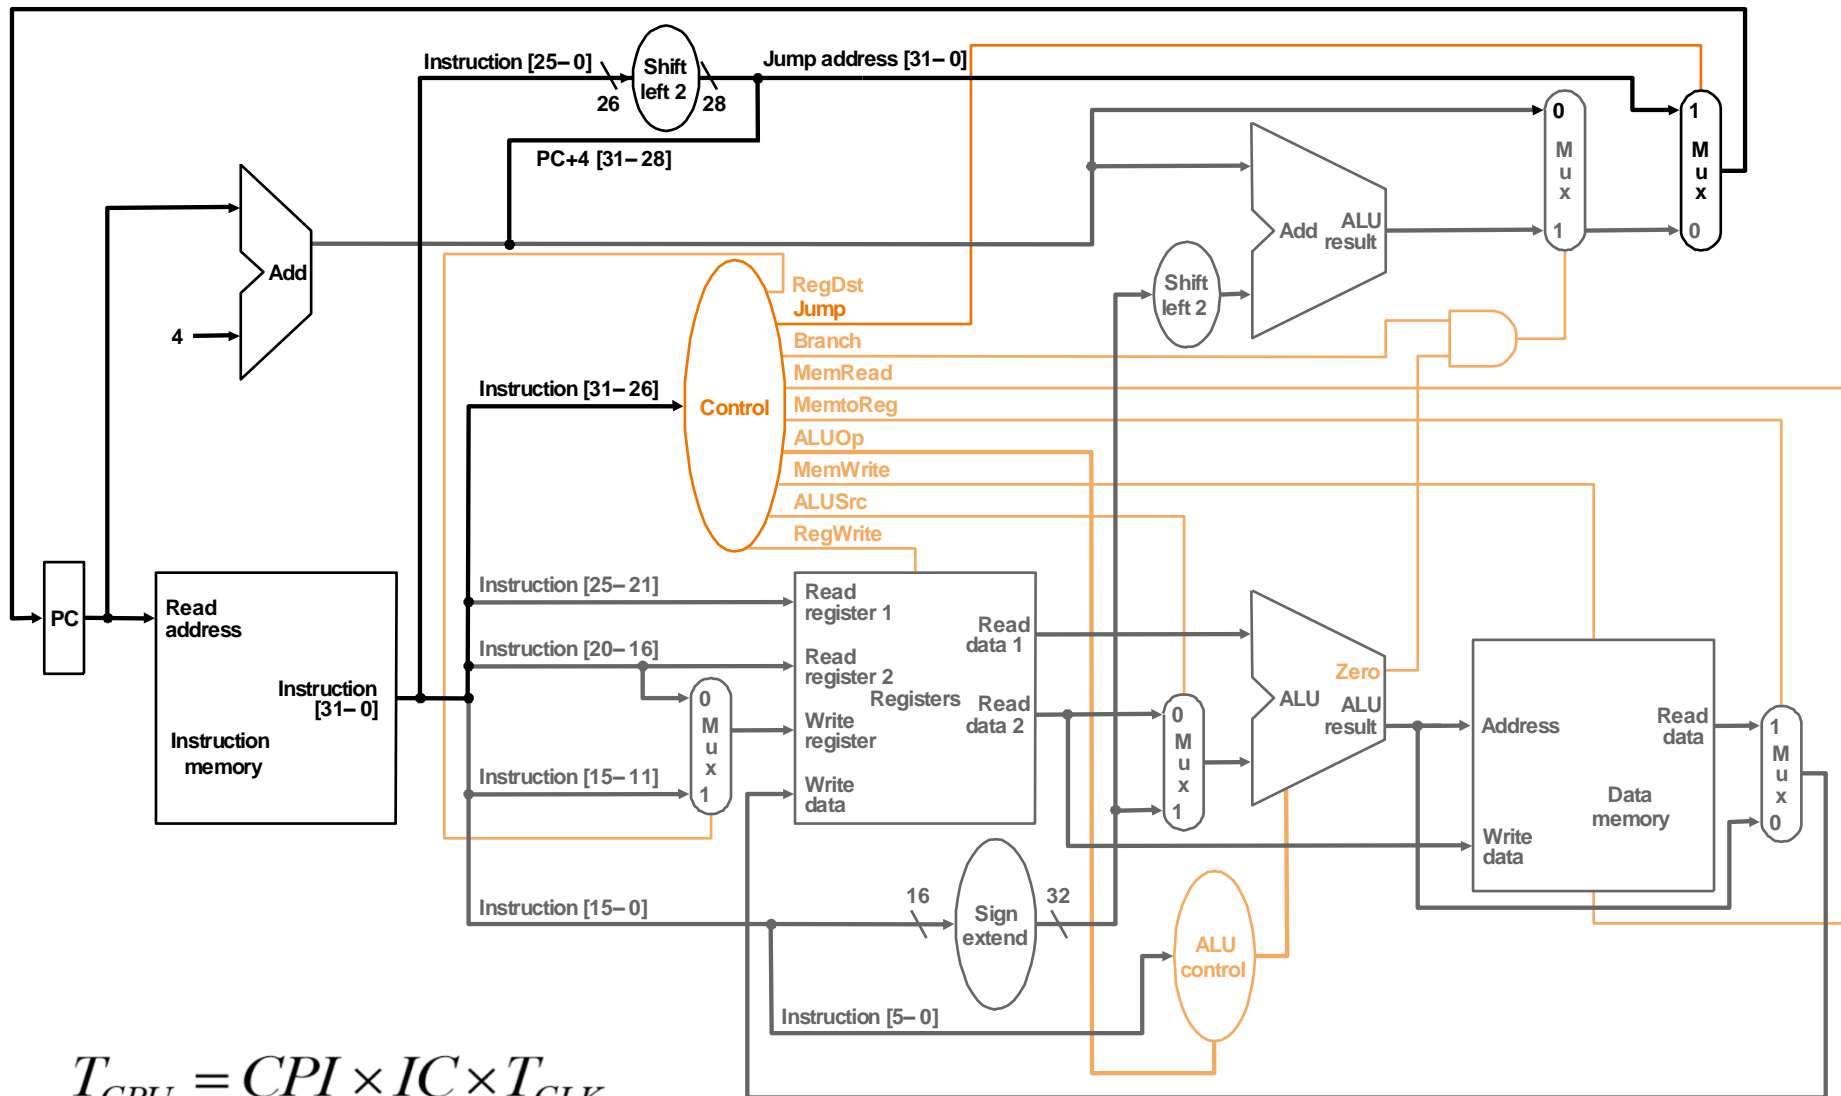 Instruction [25–0]
26
Shift
left 2
28
Jump address [31–0]
PC+4 [31–28]
0
M
u
x
1
1
M
u
x
0
Add
4
Add
ALU
result
Shift
left 2
RegDst
Jump
Branch
MemRead
MemtoReg
ALUOp
MemWrite
ALUSrc
RegWrite
Control
Instruction [31–26]
PC
Read
address
Instruction
[31–0]
Instruction
memory
Instruction [25–21]
Instruction [20–16]
Instruction [15–11]
Instruction [15–0]
Instruction [5–0]
0
M
u
x
1
Read
register 1
Read
register 2
Write
register
Write
data
Registers
Read
data 1
Read
data 2
0
M
u
x
1
Zero
ALU
ALU
result
Address
Write
data
Read
data
Data
memory
1
M
u
x
0
16
Sign
extend
32
ALU
control
T_CPU = CPI × IC × T_CLK